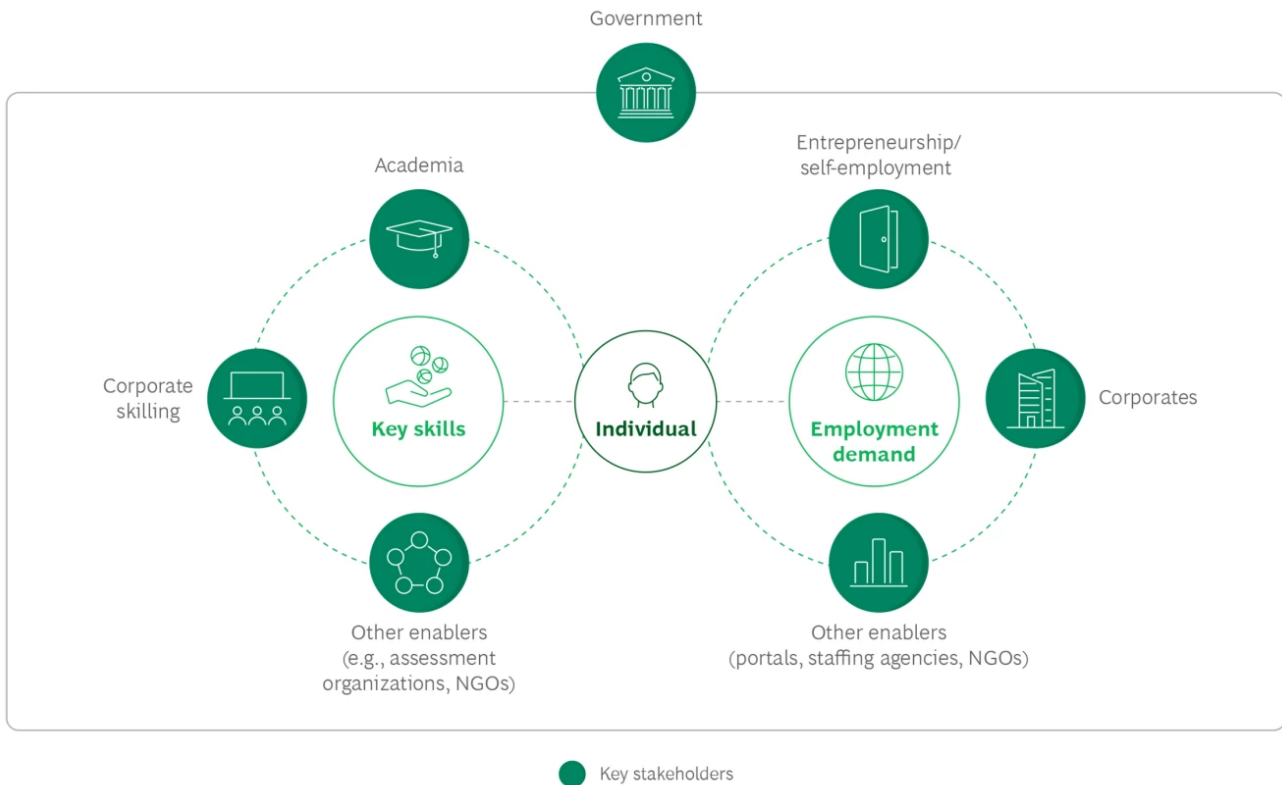 Government
Academia
Entrepreneurship/
self-employment
Corporate
skilling
Key skills
Individual
Employment
demand
Corporates
Other enablers
(e.g., assessment
organizations, NGOs)
Other enablers
(portals, staffing agencies, NGOs)
Key stakeholders